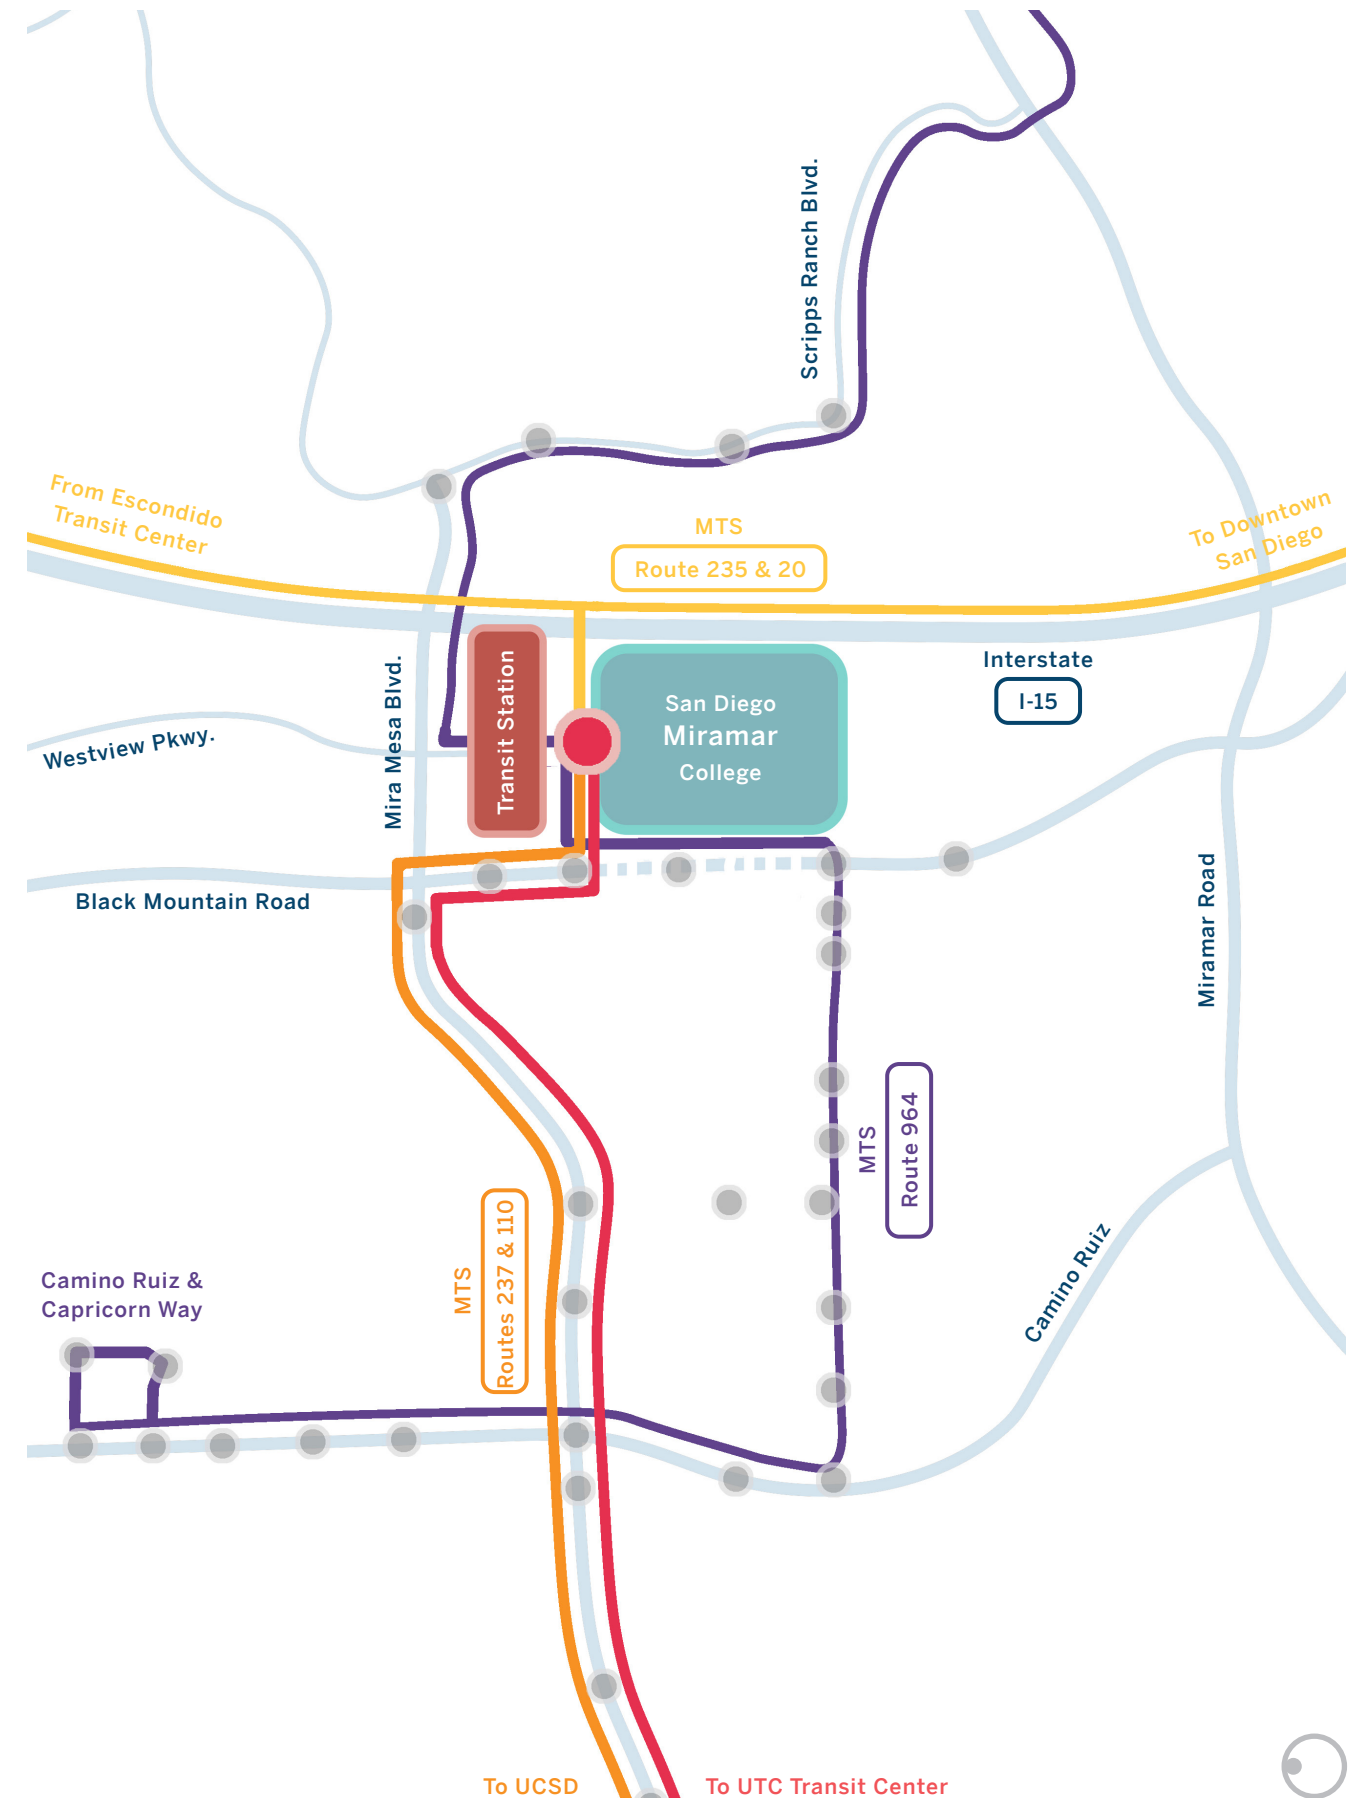 Scripps Ranch Blvd.
From Escondido
Transit Center
MTS
Route 235 & 20
To Downtown
San Diego
Interstate
I-15
Transit Station
San Diego
Miramar
College
Mira Mesa Blvd.
Westview Pkwy.
Black Mountain Road
Miramar Road
MTS
Route 964
MTS
Routes 237 & 110
Camino Ruiz
Camino Ruiz &
Capricorn Way
To UCSD
To UTC Transit Center